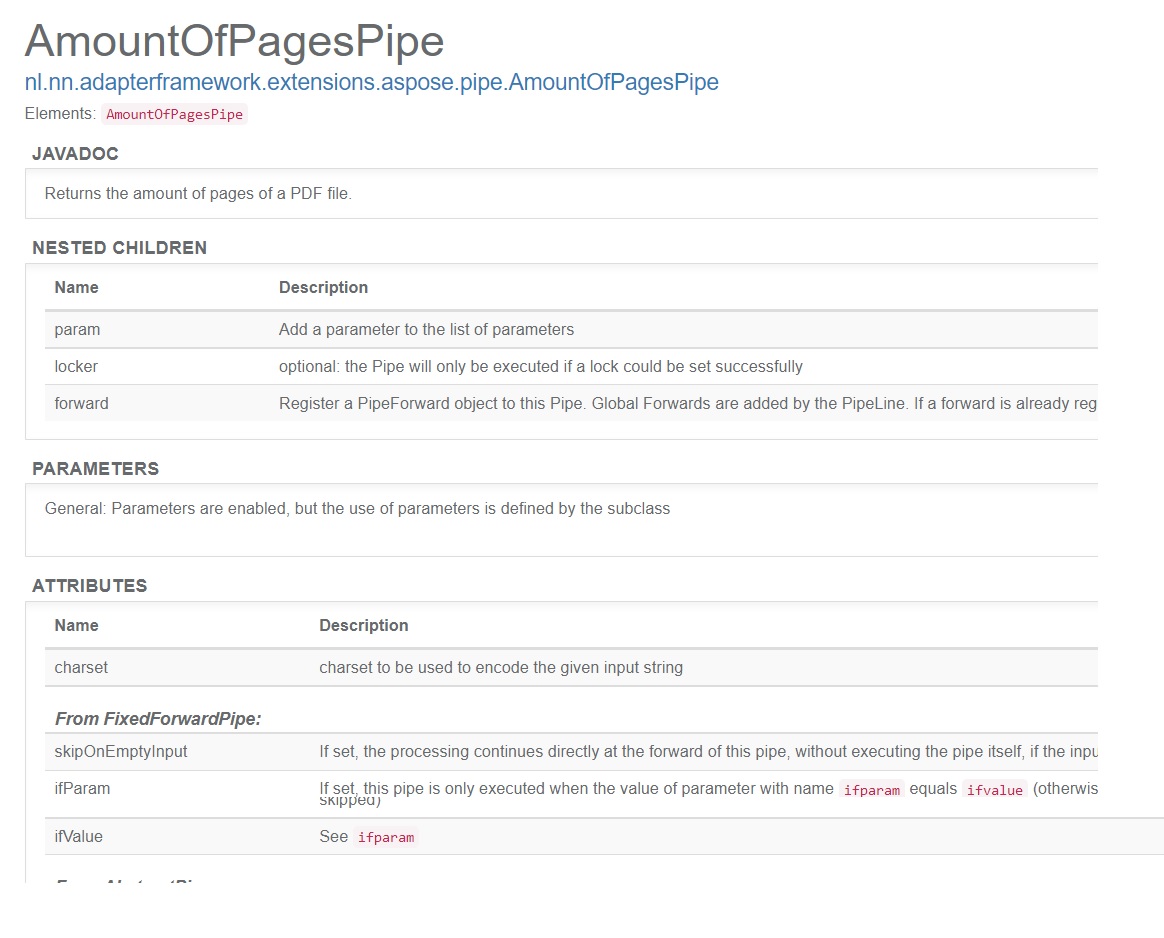 AmountOfPagesPipe
nl.nn.adapterframework.extensions.aspose.pipe.AmountOfPagesPipe
Elements: AmountOfPagesPipe
JAVADOC
Returns the amount of pages of a PDF file.
NESTED CHILDREN
Name Description
param Add a parameter to the list of parameters
locker optional: the Pipe will only be executed if a lock could be set successfully
forward Register a PipeForward object to this Pipe. Global Forwards are added by the PipeLine. If a forward is already reg
PARAMETERS
General: Parameters are enabled, but the use of parameters is defined by the subclass
ATTRIBUTES
Name Description
charset charset to be used to encode the given input string
From FixedForwardPipe:
skipOnEmptyInput If set, the processing continues directly at the forward of this pipe, without executing the pipe itself, if the inpu
ifParam If set, this pipe is only executed when the value of parameter with name ifparam equals ifvalue (otherwis
skipped)
ifValue See ifparam